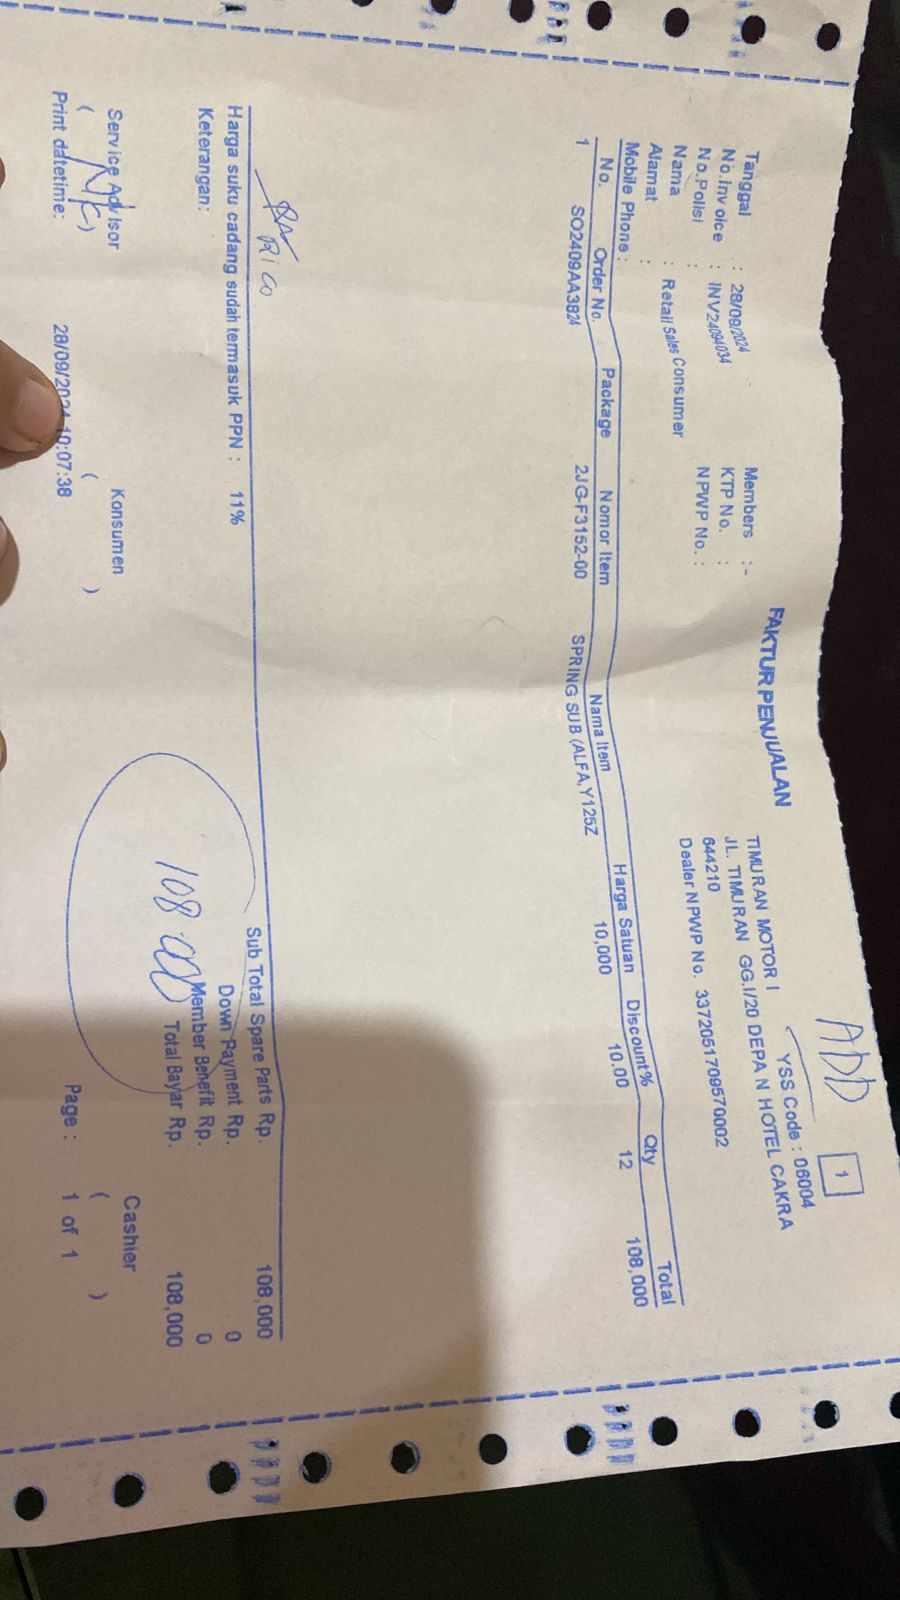 ADD
1
FAKTUR PENJUALAN
YSS Code : 06004
TIMURAN MOTOR I
JL. TIMURAN GG.I/20 DEPAN HOTEL CAKRA
644210
Dealer NPWP No. 3372051709570002
Tanggal : 28/09/2024
No.Invoice : INV24094034
No.Polisi :
Nama : Retail Sales Consumer
Alamat :
Mobile Phone :
Members : -
KTP No. :
NPWP No. :
No. Order No. Package Nomor Item Nama Item Harga Satuan Discount% Qty Total
1 SO2409AA3824 2JG-F3152-00 SPRING SUB (ALFA,Y125Z 10,000 10.00 12 108,000
Rico
Sub Total Spare Parts Rp. 108,000
Harga suku cadang sudah termasuk PPN : 11%
Down Payment Rp. 0
Keterangan:
Member Benefit Rp. 0
Total Bayar Rp. 108,000
108.000
Service Advisor Konsumen Cashier
( ) ( ) ( )
Print datetime: 28/09/2024 10:07:38 Page : 1 of 1